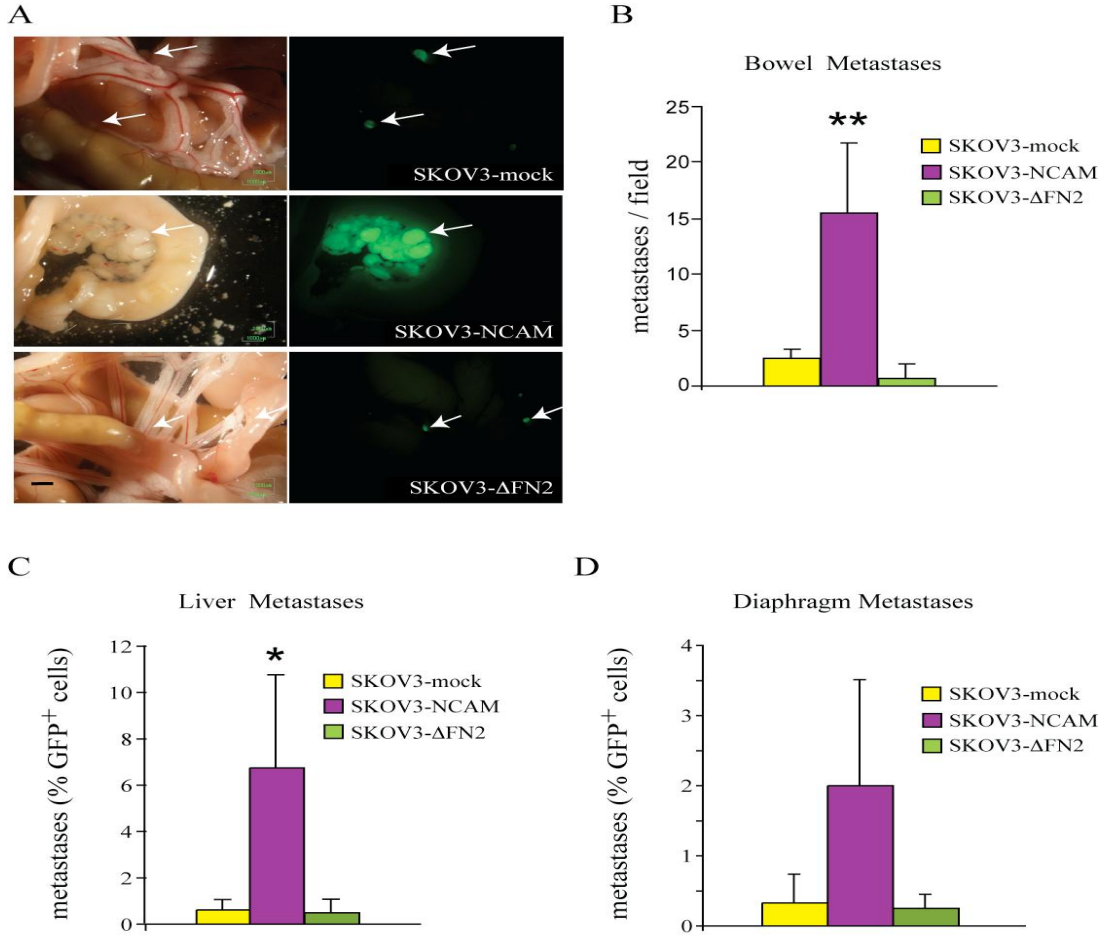 A
SKOV3-mock
SKOV3-NCAM
SKOV3-ΔFN2
B
Bowel Metastases
metastases / field
25
20
15
10
5
0
**
SKOV3-mock
SKOV3-NCAM
SKOV3-ΔFN2
C
Liver Metastases
metastases (% GFP⁺ cells)
12
10
8
6
4
2
0
*
SKOV3-mock
SKOV3-NCAM
SKOV3-ΔFN2
D
Diaphragm Metastases
metastases (% GFP⁺ cells)
4
3
2
1
0
SKOV3-mock
SKOV3-NCAM
SKOV3-ΔFN2